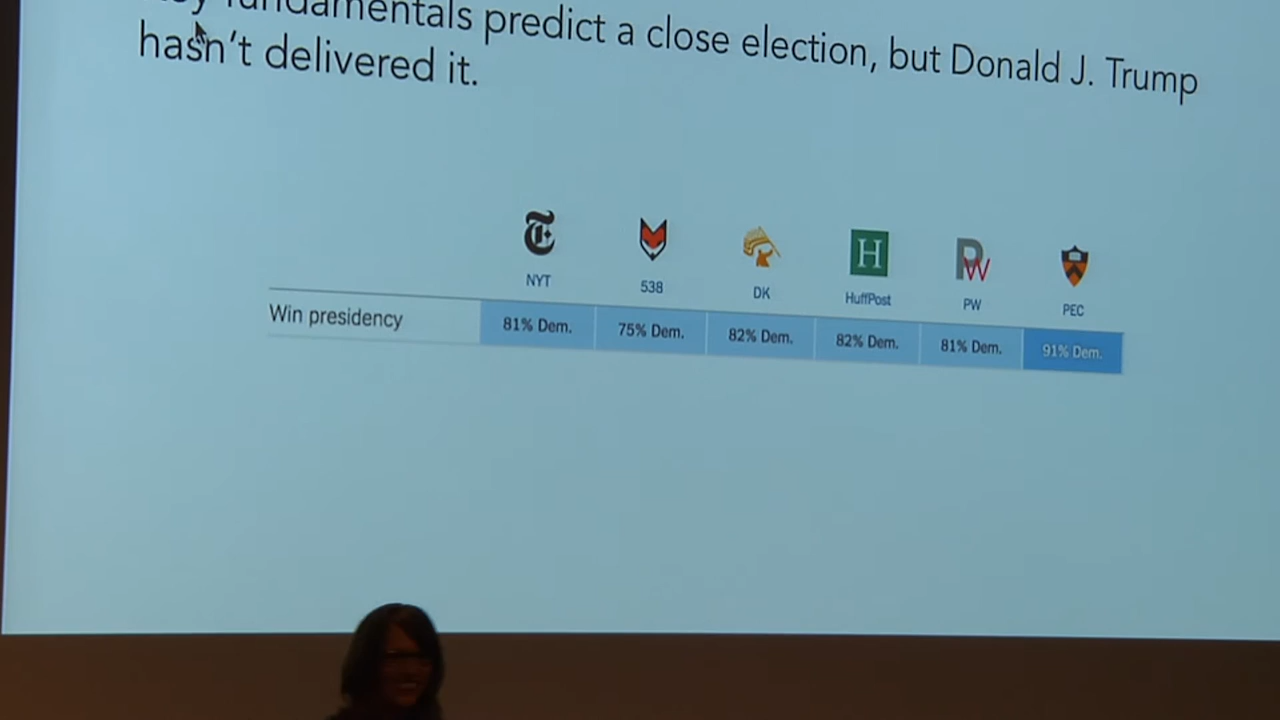 fundamentals predict a close election, but Donald J. Trump
hasn't delivered it.
NYT 538 DK HuffPost PW PEC
Win presidency 81% Dem. 75% Dem. 82% Dem. 82% Dem. 81% Dem. 91% Dem.